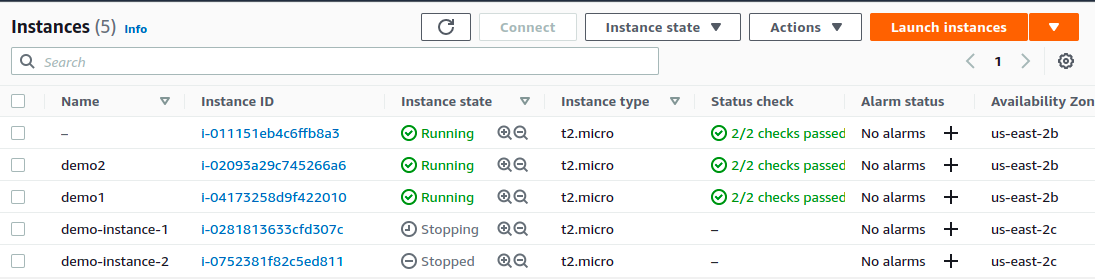 Instances (5) Info Connect Instance state Actions Launch instances
Search 1
Name Instance ID Instance state Instance type Status check Alarm status Availability Zon
– i-011151eb4c6ffb8a3 Running t2.micro 2/2 checks passed No alarms us-east-2b
demo2 i-02093a29c745266a6 Running t2.micro 2/2 checks passed No alarms us-east-2b
demo1 i-04173258d9f422010 Running t2.micro 2/2 checks passed No alarms us-east-2b
demo-instance-1 i-0281813633cfd307c Stopping t2.micro – No alarms us-east-2c
demo-instance-2 i-0752381f82c5ed811 Stopped t2.micro – No alarms us-east-2c